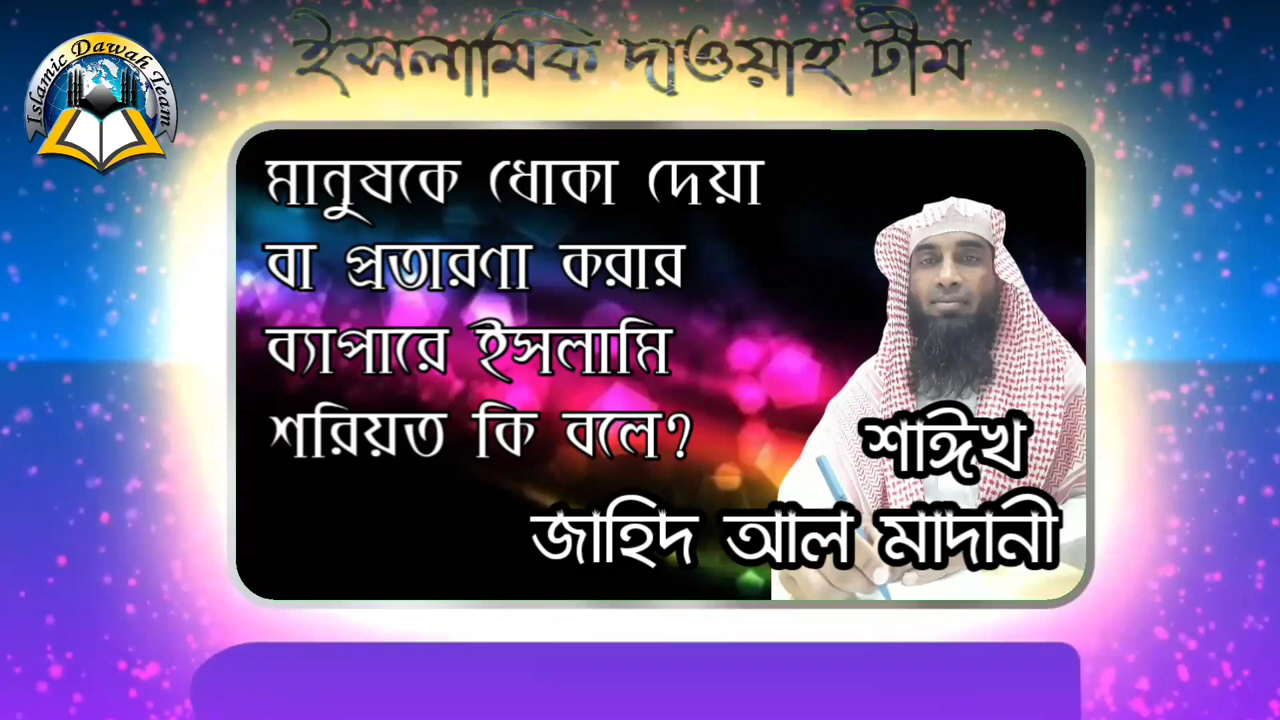 Islamic Dawah Team
ইসলামিক দাওয়াহ টীম
মানুষকে ধোকা দেয়া
বা প্রতারণা করার
ব্যাপারে ইসলামি
শরিয়ত কি বলে?
শাঈখ
জাহিদ আল মাদানী